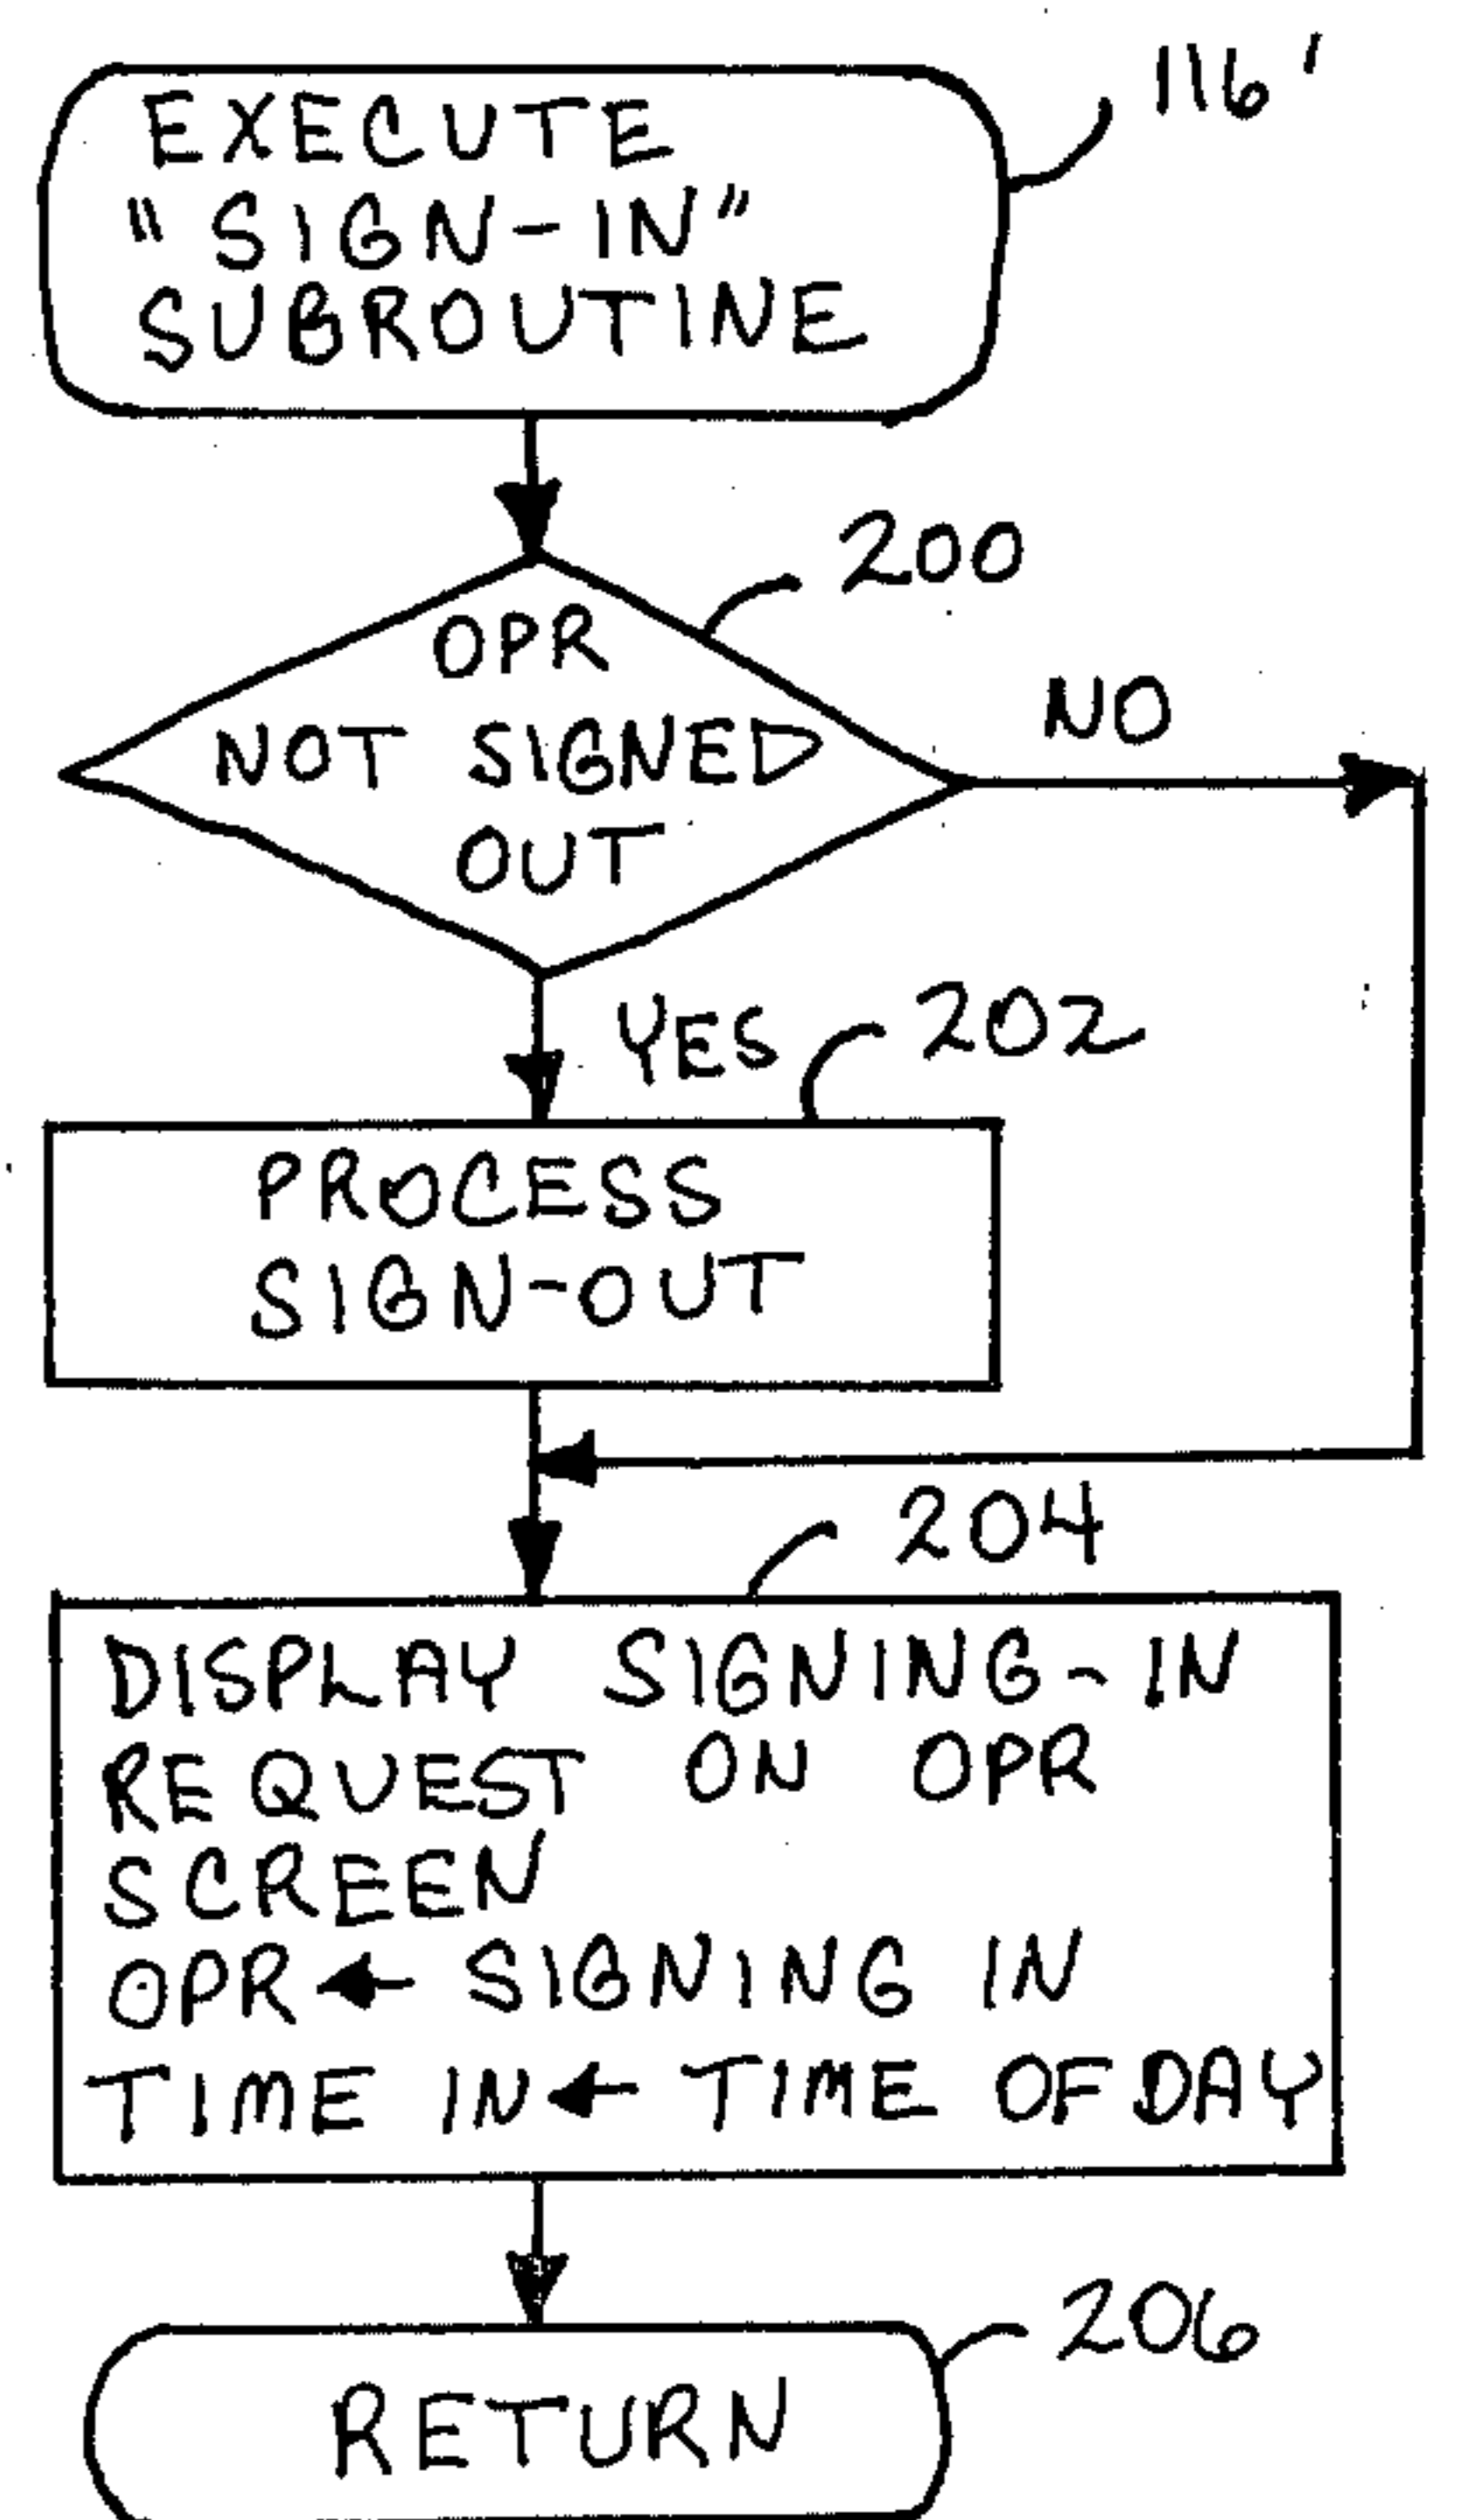 116'
EXECUTE
"SIGN-IN"
SUBROUTINE
200
OPR
NOT SIGNED
OUT
NO
YES
202
PROCESS
SIGN-OUT
204
DISPLAY SIGNING-IN
REQUEST ON OPR
SCREEN
OPR ← SIGNING IN
TIME IN ← TIME OF DAY
206
RETURN